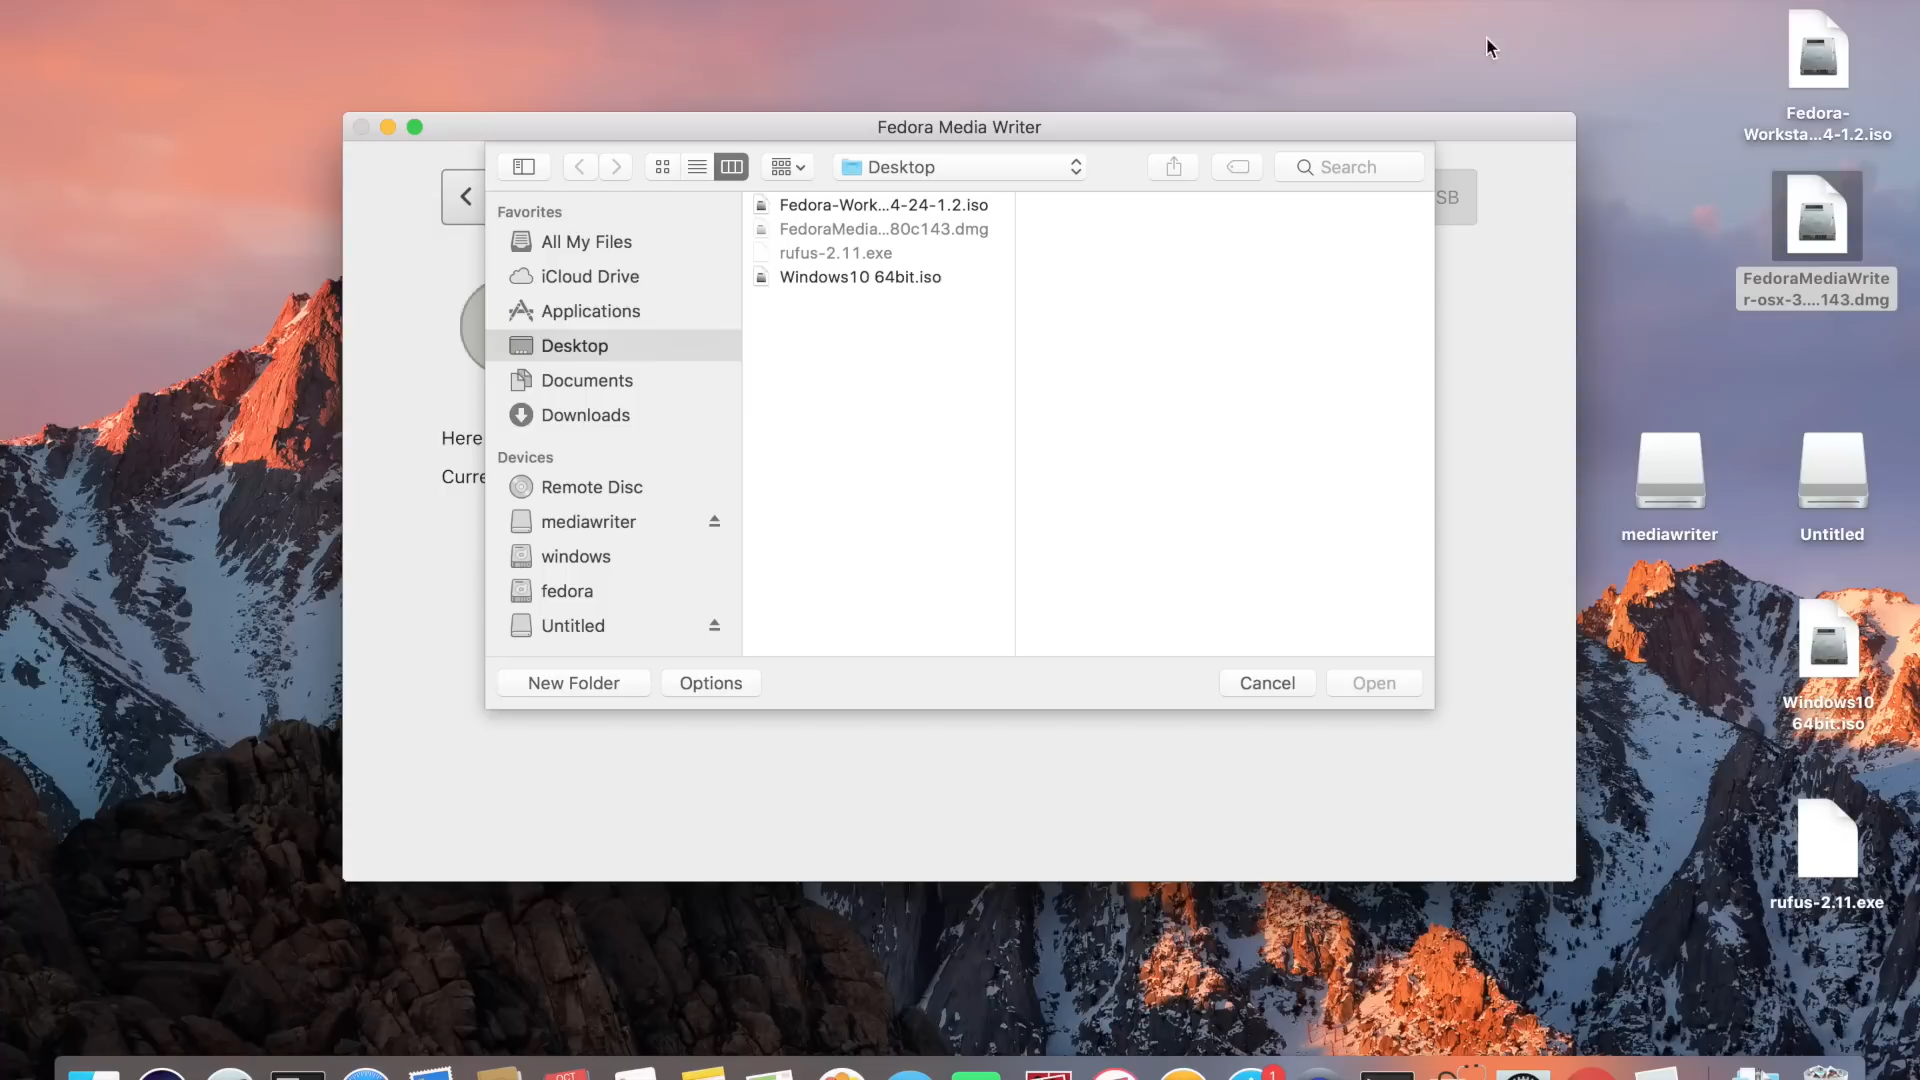 Fedora Media Writer
Desktop
Search
SB
Favorites
All My Files
iCloud Drive
Applications
Desktop
Documents
Downloads
Devices
Remote Disc
mediawriter
windows
fedora
Untitled
Fedora-Work...4-24-1.2.iso
FedoraMedia...80c143.dmg
rufus-2.11.exe
Windows10 64bit.iso
Here
Curre
New Folder
Options
Cancel
Open
Fedora-
Worksta...4-1.2.iso
FedoraMediaWrite
r-osx-3....143.dmg
mediawriter
Untitled
Windows10
64bit.iso
rufus-2.11.exe
OCT
1